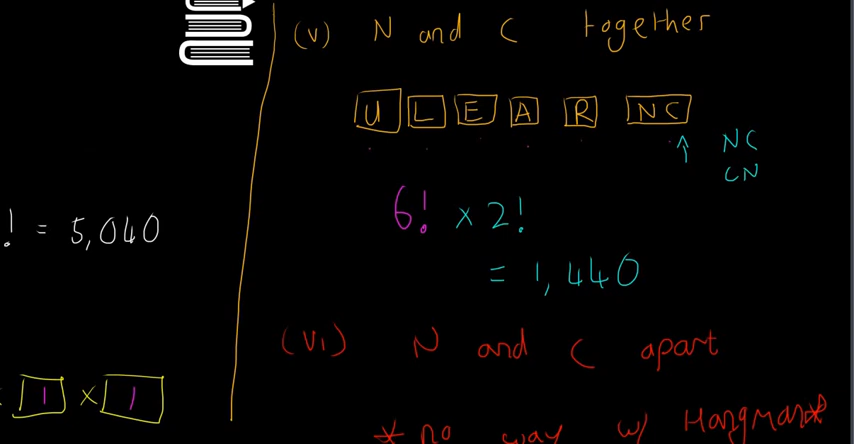 (v) N and C together
U L E A R NC
NC
CN
6! × 2!
= 1,440
! = 5,040
(vi) N and C apart
1 × 1
* no way w/ Hangman *